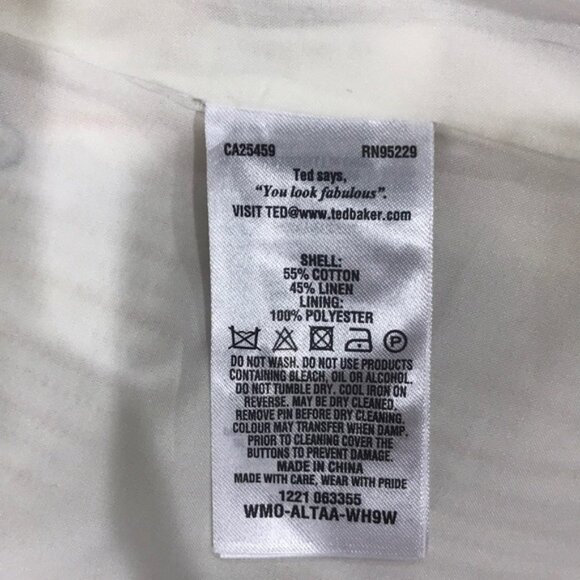 CA25459 RN95229
Ted says,
"You look fabulous".
VISIT TED@www.tedbaker.com
SHELL:
55% COTTON
45% LINEN
LINING:
100% POLYESTER
P
DO NOT WASH. DO NOT USE PRODUCTS
CONTAINING BLEACH, OIL OR ALCOHOL.
DO NOT TUMBLE DRY. COOL IRON ON
REVERSE. MAY BE DRY CLEANED.
REMOVE PIN BEFORE DRY CLEANING.
COLOUR MAY TRANSFER WHEN DAMP.
PRIOR TO CLEANING COVER THE
BUTTONS TO PREVENT DAMAGE.
MADE IN CHINA
MADE WITH CARE, WEAR WITH PRIDE
1221 063355
WMO-ALTAA-WH9W